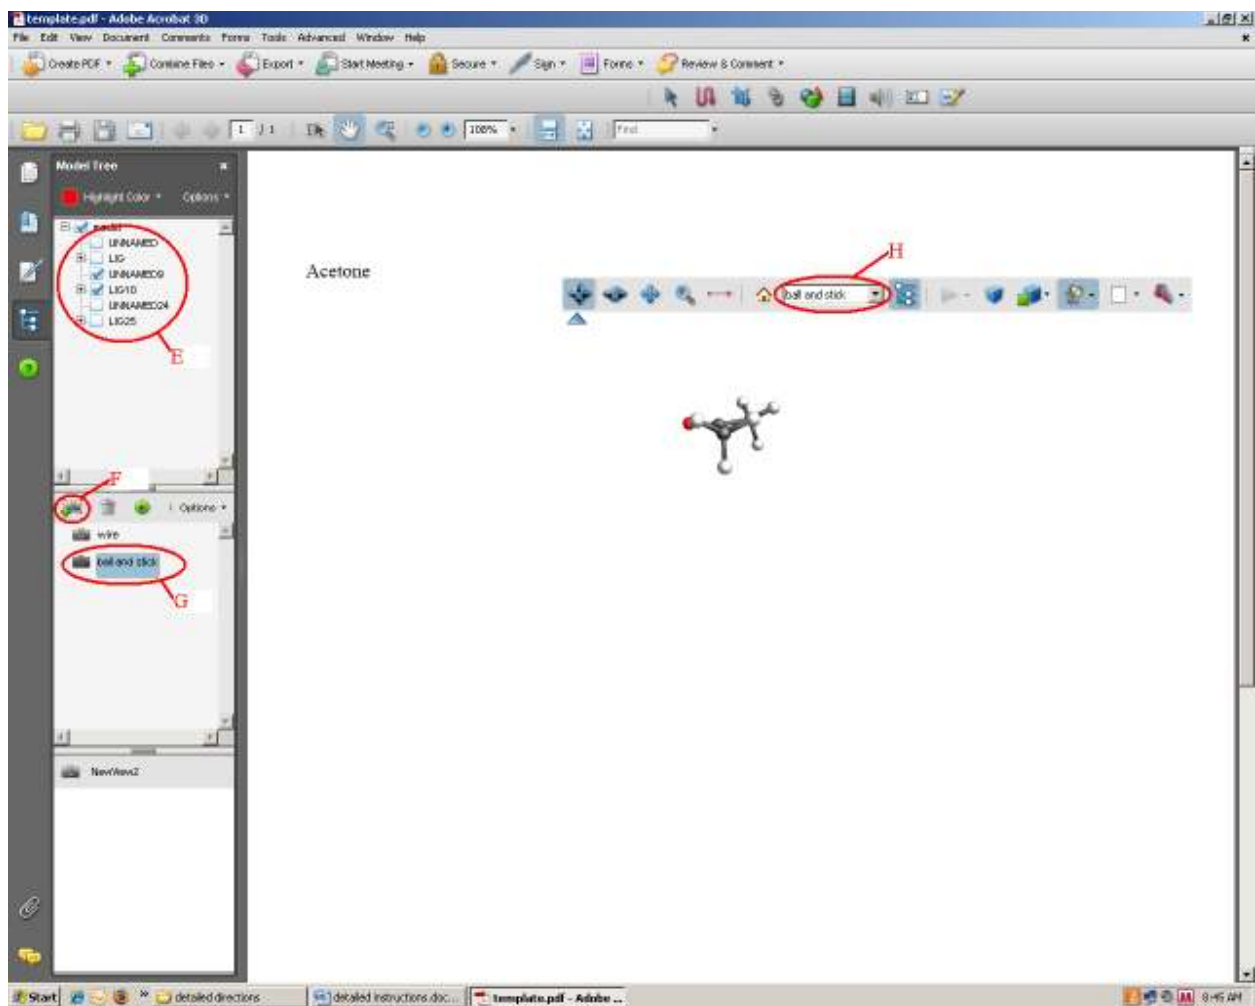 template.pdf - Adobe Acrobat 3D
File Edit View Document Comments Forms Tools Advanced Window Help
Create PDF Combine Files Export Start Meeting Secure Sign Forms Review & Comment
1 / 1 100% Find
Model Tree
Highlight Color Options
UNNAMED
LIG
UNNAMED9
LIG10
UNNAMED24
LIG25
E
Acetone
H
ball and stick
F
Options
wire
ball and stick
G
NewView2
Start detailed directions detailed instructions.doc... template.pdf - Adobe ... 8:45 AM